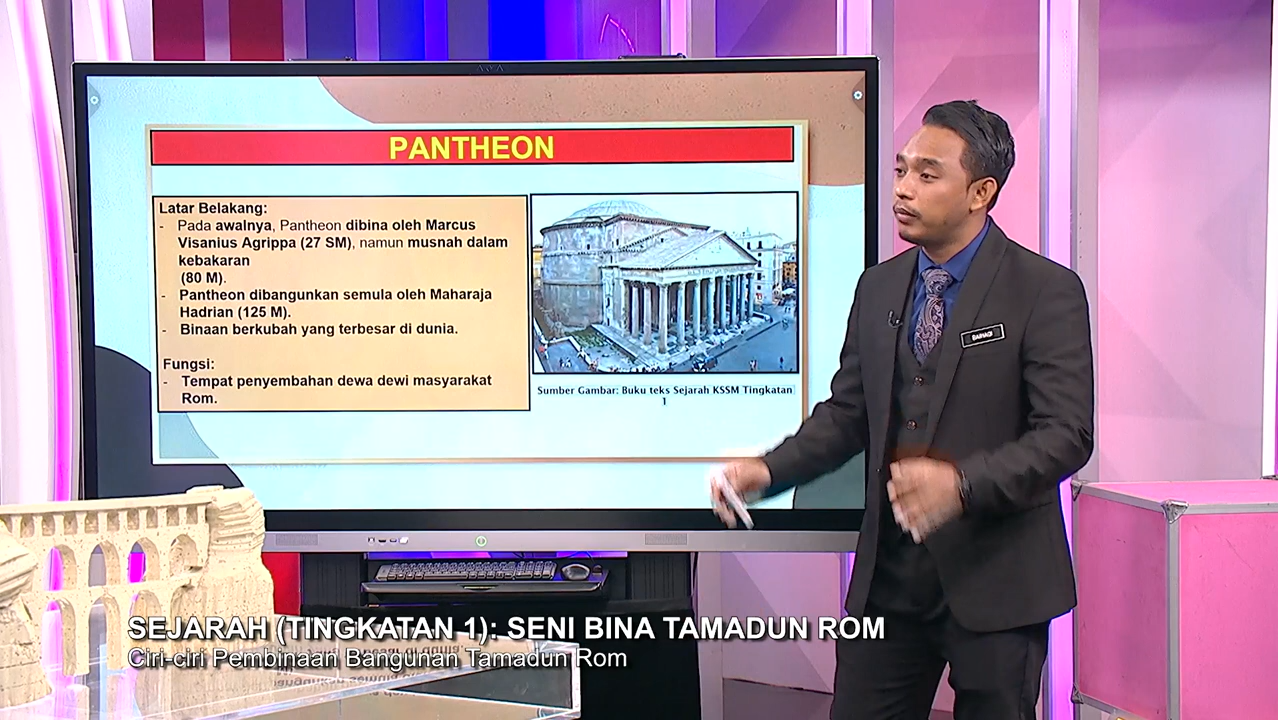 PANTHEON
Latar Belakang:
- Pada awalnya, Pantheon dibina oleh Marcus
Visanius Agrippa (27 SM), namun musnah dalam
kebakaran
(80 M).
- Pantheon dibangunkan semula oleh Maharaja
Hadrian (125 M).
- Binaan berkubah yang terbesar di dunia.
Fungsi:
- Tempat penyembahan dewa dewi masyarakat
Rom.
Sumber Gambar: Buku teks Sejarah KSSM Tingkatan
1
BAIHAQI
SEJARAH (TINGKATAN 1): SENI BINA TAMADUN ROM
Ciri-ciri Pembinaan Bangunan Tamadun Rom